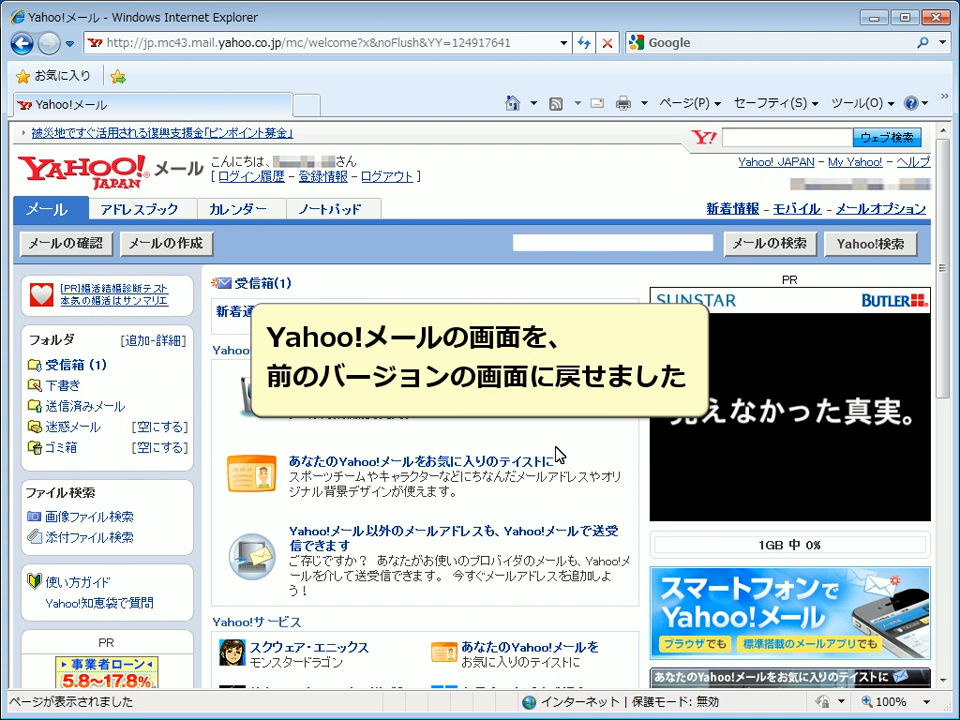 Yahoo!メール - Windows Internet Explorer
http://jp.mc43.mail.yahoo.co.jp/mc/welcome?x&noFlush&YY=124917641
Google
お気に入り
Yahoo!メール
ページ(P)
セーフティ(S)
ツール(O)
被災地ですぐ活用される復興支援金「ピンポイント募金」
Y!
ウェブ検索
YAHOO! JAPAN メール
こんにちは、
さん
[ ログイン履歴 - 登録情報 - ログアウト ]
Yahoo! JAPAN - My Yahoo! - ヘルプ
メール
アドレスブック
カレンダー
ノートパッド
新着情報 - モバイル - メールオプション
メールの確認
メールの作成
メールの検索
Yahoo!検索
[PR]婚活結婚診断テスト
本気の婚活はサンマリエ
フォルダ
[追加-詳細]
受信箱 (1)
下書き
送信済みメール
迷惑メール
[空にする]
ゴミ箱
[空にする]
ファイル検索
画像ファイル検索
添付ファイル検索
使い方ガイド
Yahoo!知恵袋で質問
PR
事業者ローン
5.8~17.8%
受信箱(1)
新着
Yahoo
Yahoo!メールの画面を、
前のバージョンの画面に戻せました
あなたのYahoo!メールをお気に入りのテイストに
スポーツチームやキャラクターなどにちなんだメールアドレスやオリ
ジナル背景デザインが使えます。
Yahoo!メール以外のメールアドレスも、Yahoo!メールで送受
信できます
ご存じですか? あなたがお使いのプロバイダのメールも、Yahoo!メ
ールを介して送受信できます。 今すぐメールアドレスを追加しよ
う!
Yahoo!サービス
スクウェア・エニックス
モンスタードラゴン
あなたのYahoo!メールを
お気に入りのテイストに
PR
SUNSTAR
BUTLER
えなかった真実。
1GB 中 0%
スマートフォンで
Yahoo!メール
ブラウザでも
標準搭載のメールアプリでも
あなたのYahoo!メールをお気に入りのテイストに
ページが表示されました
インターネット | 保護モード: 無効
100%